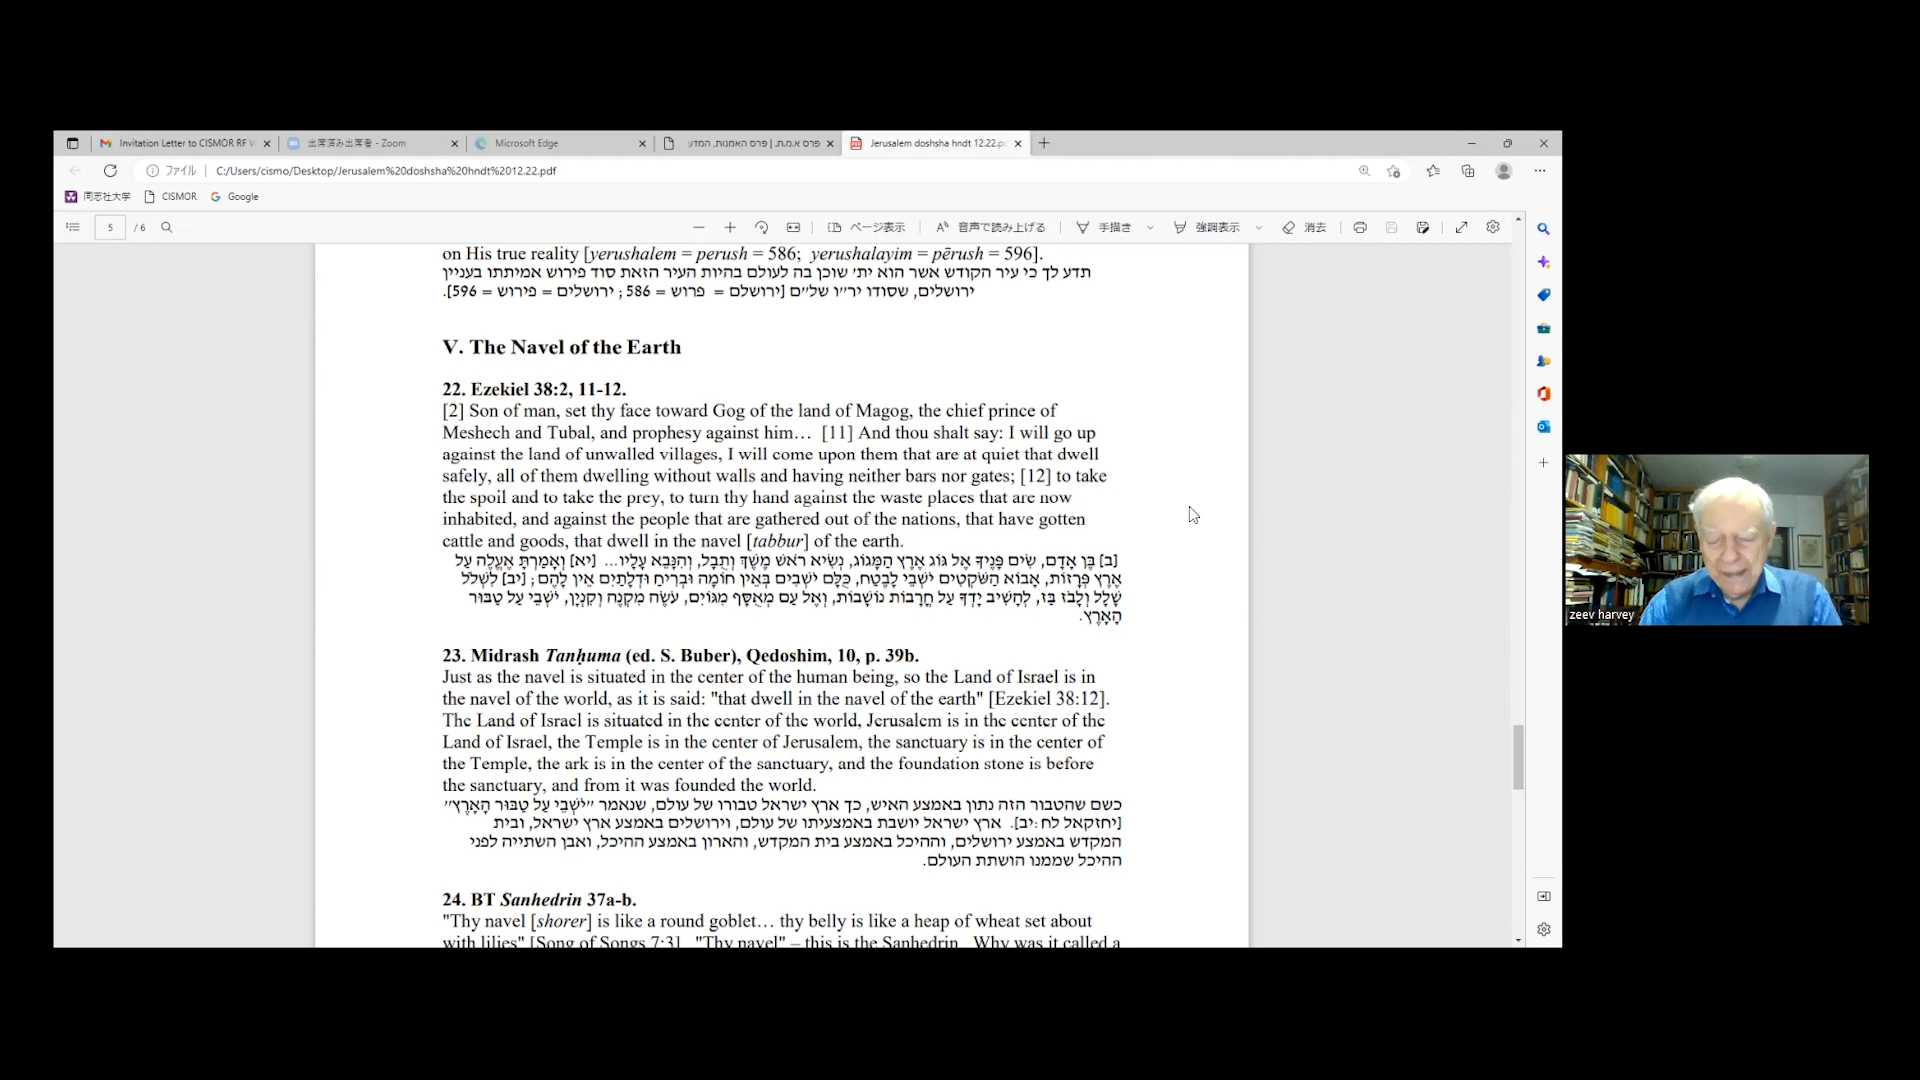 Invitation Letter to CISMOR RF V
出席済み出席者 - Zoom
Microsoft Edge
פרס א.מ.ת. | פרס האמנות, המדע
Jerusalem doshsha hndt 12.22.p
ファイル | C:/Users/cismo/Desktop/Jerusalem%20doshsha%20hndt%2012.22.pdf
同志社大学 CISMOR Google
5 / 6 ページ表示 音声で読み上げる 手描き 強調表示 消去
on His true reality [yerushalem = perush = 586; yerushalayim = pērush = 596].
תדע לך כי עיר הקודש אשר הוא ית׳ שוכן בה לעולם בהיות העיר הזאת סוד פירוש אמיתתו בעניין
ירושלים, שסודו יר״ו של״ים [ירושלם = פרוש = 586; ירושלים = פירוש = 596].
V. The Navel of the Earth
22. Ezekiel 38:2, 11-12.
[2] Son of man, set thy face toward Gog of the land of Magog, the chief prince of
Meshech and Tubal, and prophesy against him… [11] And thou shalt say: I will go up
against the land of unwalled villages, I will come upon them that are at quiet that dwell
safely, all of them dwelling without walls and having neither bars nor gates; [12] to take
the spoil and to take the prey, to turn thy hand against the waste places that are now
inhabited, and against the people that are gathered out of the nations, that have gotten
cattle and goods, that dwell in the navel [tabbur] of the earth.
[ב] בֶּן אָדָם, שִׂים פָּנֶיךָ אֶל גּוֹג אֶרֶץ הַמָּגוֹג, נְשִׂיא רֹאשׁ מֶשֶׁךְ וְתֻבָל, וְהִנָּבֵא עָלָיו... [יא] וְאָמַרְתָּ אֶעֱלֶה עַל
אֶרֶץ פְּרָזוֹת, אָבוֹא הַשֹּׁקְטִים יֹשְׁבֵי לָבֶטַח, כֻּלָּם יֹשְׁבִים בְּאֵין חוֹמָה וּבְרִיחַ וּדְלָתַיִם אֵין לָהֶם; [יב] לִשְׁלֹל
שָׁלָל וְלָבֹז בַּז, לְהָשִׁיב יָדְךָ עַל חֳרָבוֹת נוֹשָׁבוֹת, וְאֶל עַם מְאֻסָּף מִגּוֹיִם, עֹשֶׂה מִקְנֶה וְקִנְיָן, יֹשְׁבֵי עַל טַבּוּר
הָאָרֶץ.
23. Midrash Tanḥuma (ed. S. Buber), Qedoshim, 10, p. 39b.
Just as the navel is situated in the center of the human being, so the Land of Israel is in
the navel of the world, as it is said: "that dwell in the navel of the earth" [Ezekiel 38:12].
The Land of Israel is situated in the center of the world, Jerusalem is in the center of the
Land of Israel, the Temple is in the center of Jerusalem, the sanctuary is in the center of
the Temple, the ark is in the center of the sanctuary, and the foundation stone is before
the sanctuary, and from it was founded the world.
כשם שהטבור הזה נתון באמצע האיש, כך ארץ ישראל טבורו של עולם, שנאמר ״יֹשְׁבֵי עַל טַבּוּר הָאָרֶץ״
[יחזקאל לח:יב]. ארץ ישראל יושבת באמצעיתו של עולם, וירושלים באמצע ארץ ישראל, ובית
המקדש באמצע ירושלים, וההיכל באמצע בית המקדש, והארון באמצע ההיכל, ואבן השתייה לפני
ההיכל שממנו הושתת העולם.
24. BT Sanhedrin 37a-b.
"Thy navel [shorer] is like a round goblet… thy belly is like a heap of wheat set about
with lilies" [Song of Songs 7:3]. "Thy navel" – this is the Sanhedrin. Why was it called a
zeev harvey